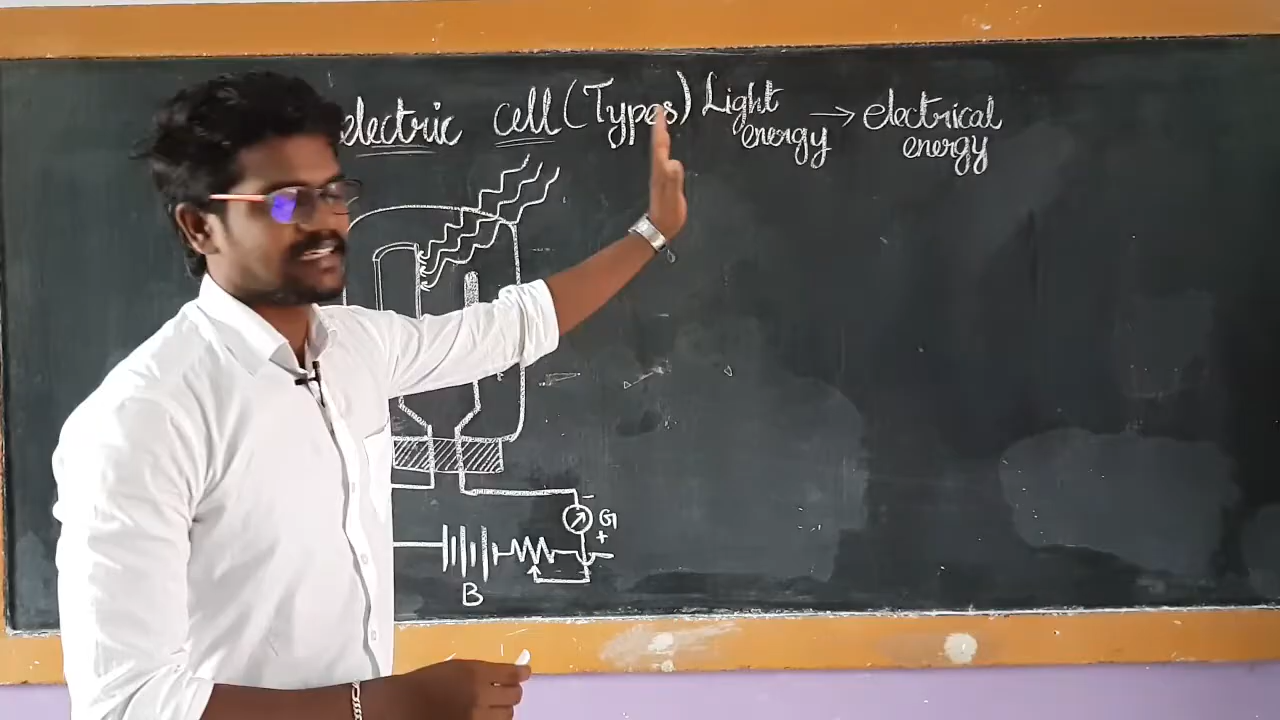 electric cell (Types) Light
energy → electrical
energy
G
+
B